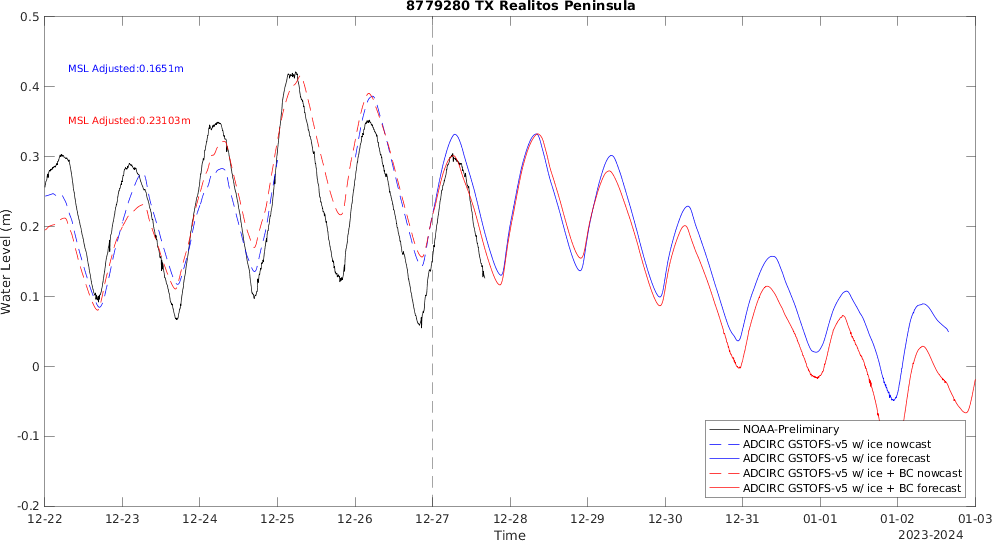 8779280 TX Realitos Peninsula
0.5
0.4
0.3
0.2
0.1
0
-0.1
-0.2
Water Level (m)
MSL Adjusted:0.1651m
MSL Adjusted:0.23103m
NOAA-Preliminary
ADCIRC GSTOFS-v5 w/ ice nowcast
ADCIRC GSTOFS-v5 w/ ice forecast
ADCIRC GSTOFS-v5 w/ ice + BC nowcast
ADCIRC GSTOFS-v5 w/ ice + BC forecast
12-22 12-23 12-24 12-25 12-26 12-27 12-28 12-29 12-30 12-31 01-01 01-02 01-03
Time
2023-2024